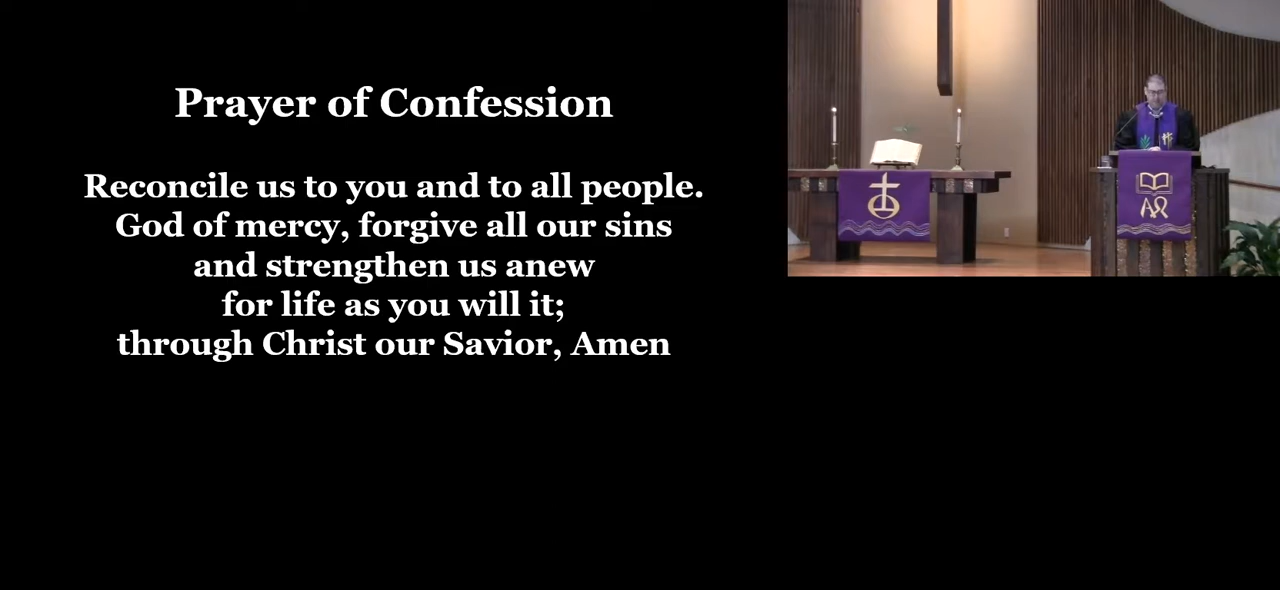 Prayer of Confession
Reconcile us to you and to all people.
God of mercy, forgive all our sins
and strengthen us anew
for life as you will it;
through Christ our Savior, Amen
ΑΩ